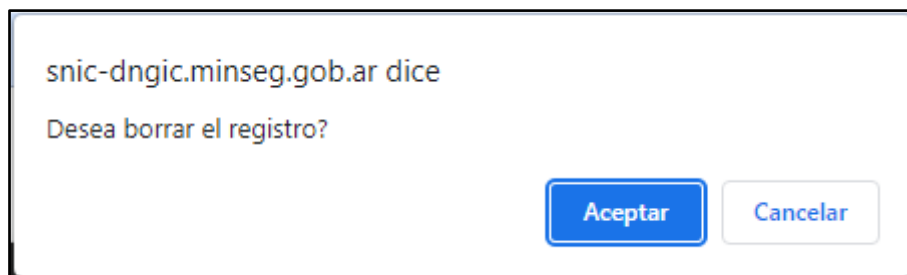 snic-dngic.minseg.gob.ar dice
Desea borrar el registro?
Aceptar
Cancelar